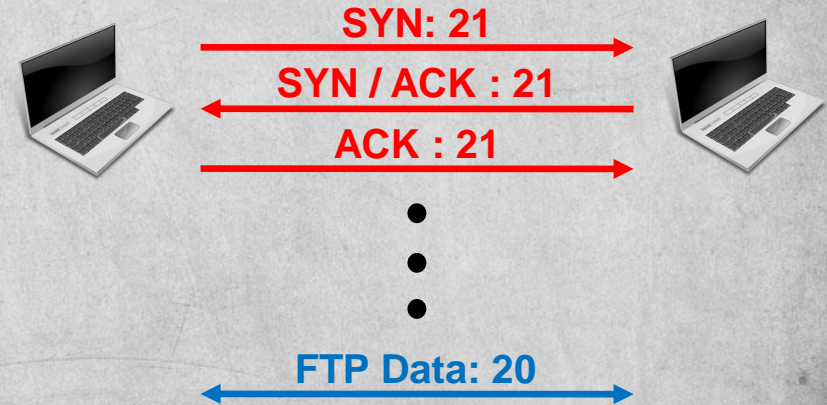 SYN: 21
SYN / ACK : 21
ACK : 21
FTP Data: 20